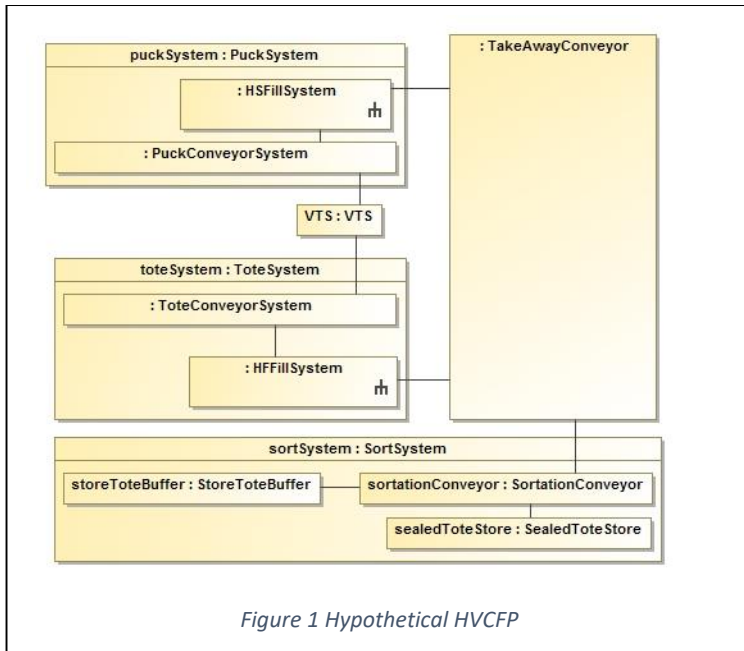 puckSystem : PuckSystem
: TakeAwayConveyor
: HSFillSystem
: PuckConveyorSystem
VTS : VTS
toteSystem : ToteSystem
: ToteConveyorSystem
: HFFillSystem
sortSystem : SortSystem
storeToteBuffer : StoreToteBuffer
sortationConveyor : SortationConveyor
sealedToteStore : SealedToteStore
Figure 1 Hypothetical HVCFP